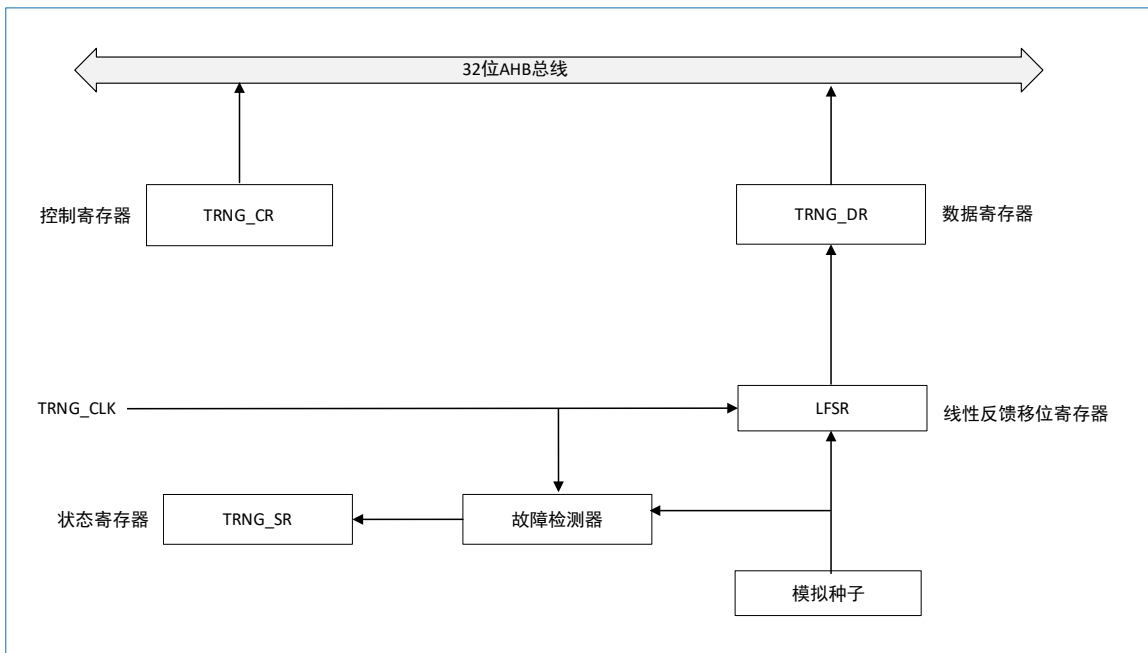 32位AHB总线
控制寄存器
TRNG_CR
TRNG_DR
数据寄存器
TRNG_CLK
LFSR
线性反馈移位寄存器
状态寄存器
TRNG_SR
故障检测器
模拟种子